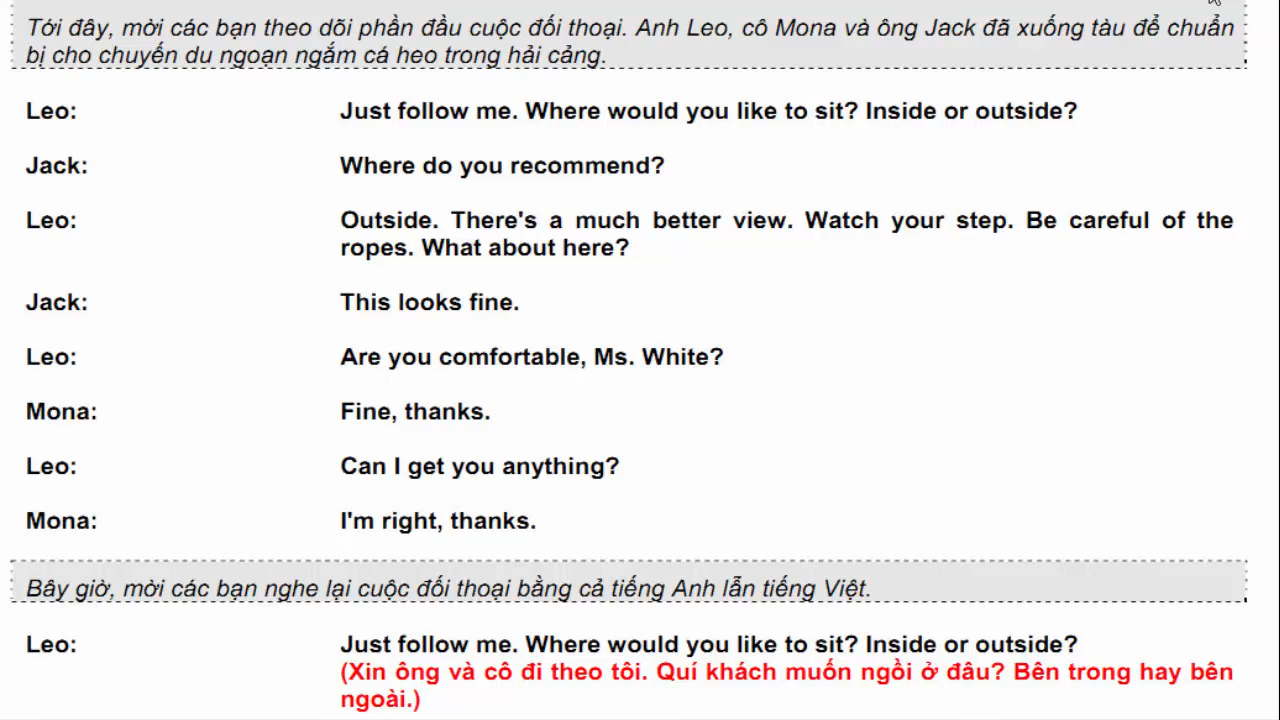 Tới đây, mời các bạn theo dõi phần đầu cuộc đối thoại. Anh Leo, cô Mona và ông Jack đã xuống tàu để chuẩn
bị cho chuyến du ngoạn ngắm cá heo trong hải cảng.
Leo: Just follow me. Where would you like to sit? Inside or outside?
Jack: Where do you recommend?
Leo: Outside. There's a much better view. Watch your step. Be careful of the
ropes. What about here?
Jack: This looks fine.
Leo: Are you comfortable, Ms. White?
Mona: Fine, thanks.
Leo: Can I get you anything?
Mona: I'm right, thanks.
Bây giờ, mời các bạn nghe lại cuộc đối thoại bằng cả tiếng Anh lẫn tiếng Việt.
Leo: Just follow me. Where would you like to sit? Inside or outside?
(Xin ông và cô đi theo tôi. Quí khách muốn ngồi ở đâu? Bên trong hay bên
ngoài.)